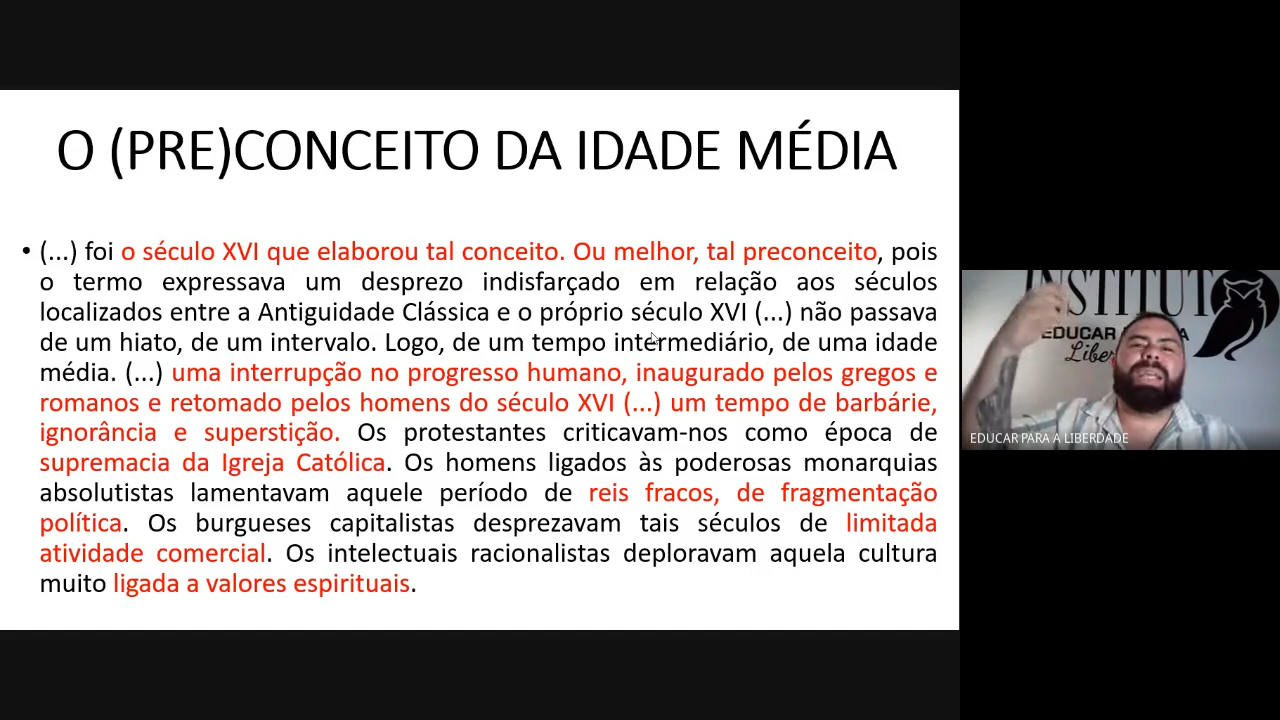 O (PRE)CONCEITO DA IDADE MÉDIA
• (...) foi o século XVI que elaborou tal conceito. Ou melhor, tal preconceito, pois
o termo expressava um desprezo indisfarçado em relação aos séculos
localizados entre a Antiguidade Clássica e o próprio século XVI (...) não passava
de um hiato, de um intervalo. Logo, de um tempo intermediário, de uma idade
média. (...) uma interrupção no progresso humano, inaugurado pelos gregos e
romanos e retomado pelos homens do século XVI (...) um tempo de barbárie,
ignorância e superstição. Os protestantes criticavam-nos como época de
supremacia da Igreja Católica. Os homens ligados às poderosas monarquias
absolutistas lamentavam aquele período de reis fracos, de fragmentação
política. Os burgueses capitalistas desprezavam tais séculos de limitada
atividade comercial. Os intelectuais racionalistas deploravam aquela cultura
muito ligada a valores espirituais.
INSTITUT
EDUCAR
Liber
EDUCAR PARA A LIBERDADE